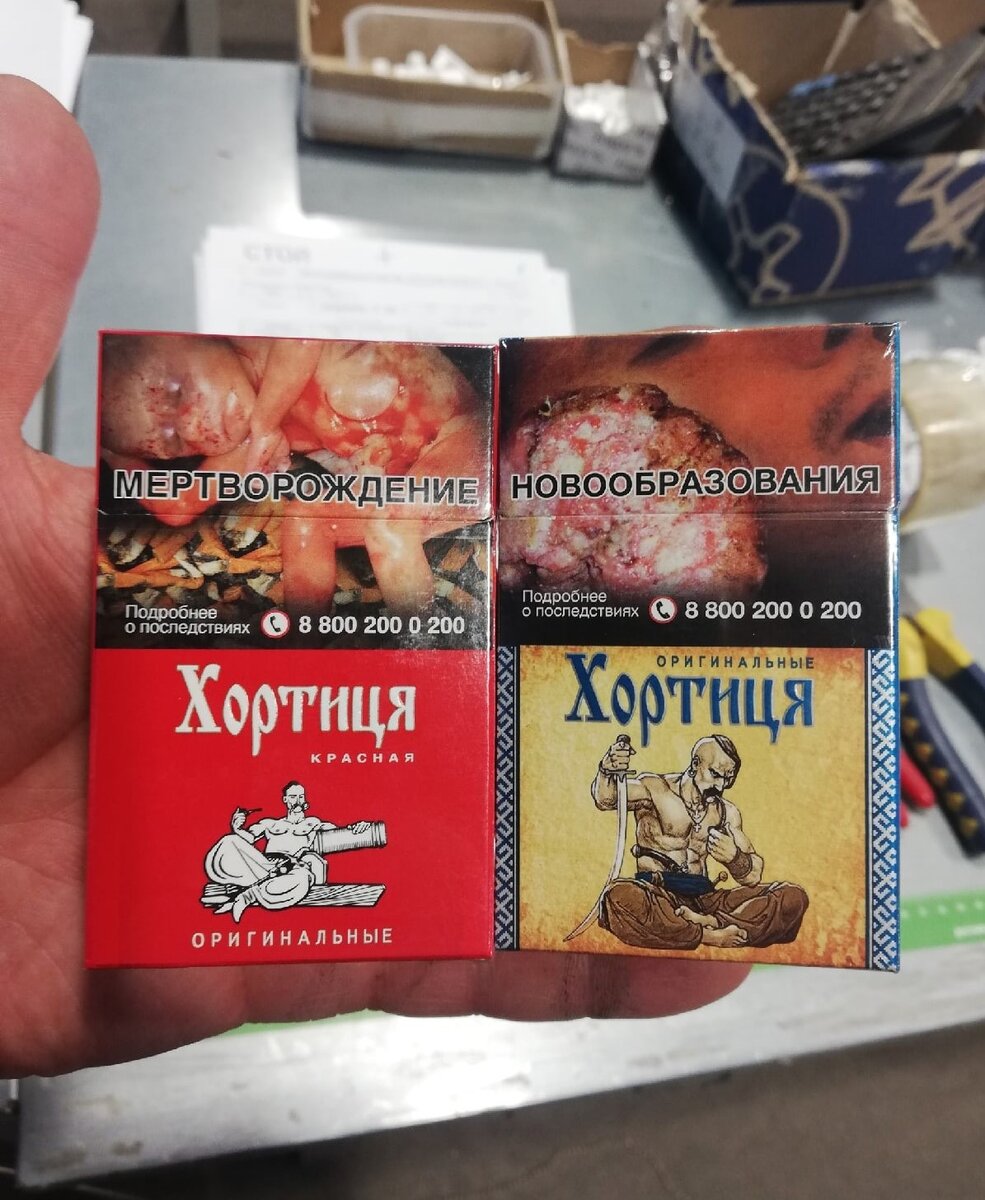 СТОП
МЕРТВОРОЖДЕНИЕ
Подробнее
о последствиях
8 800 200 0 200
Хортиця
КРАСНАЯ
ОРИГИНАЛЬНЫЕ
НОВООБРАЗОВАНИЯ
Подробнее
о последствиях
8 800 200 0 200
ОРИГИНАЛЬНЫЕ
Хортиця